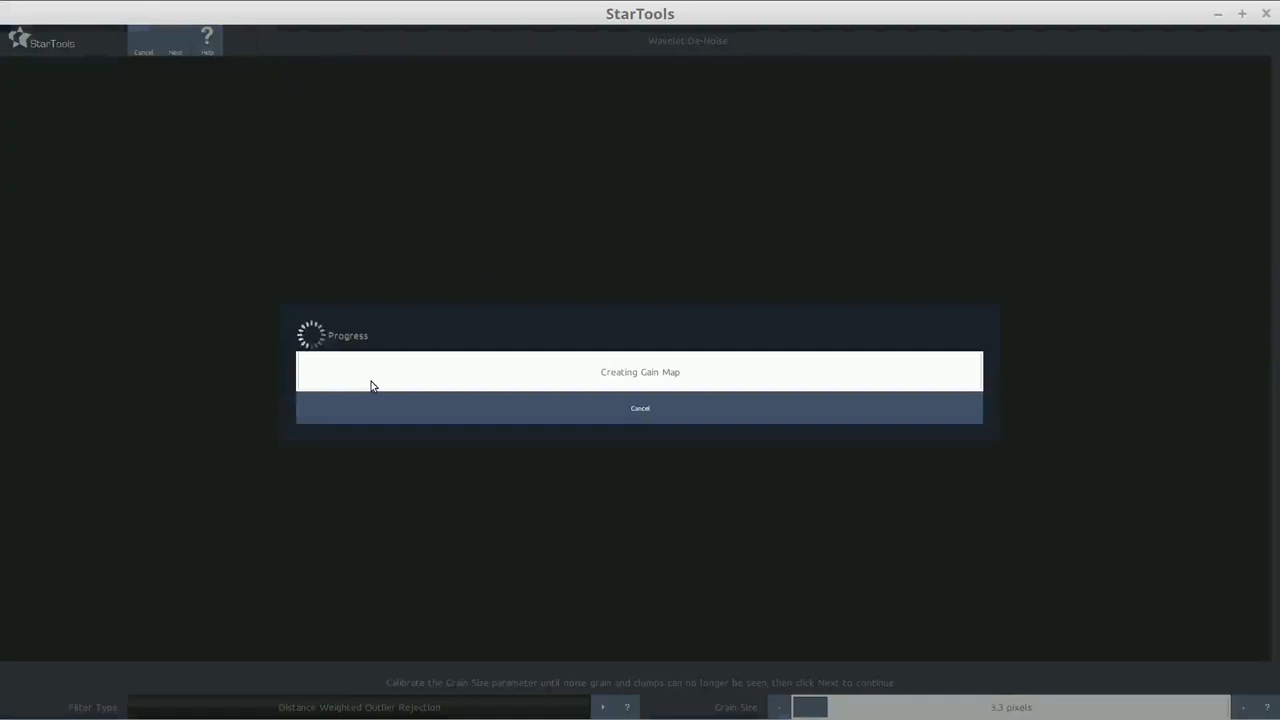 StarTools
StarTools
Cancel Next Help
Wavelet De-Noise
Progress
Creating Gain Map
Cancel
Calibrate the Grain Size parameter until noise grain and clumps can no longer be seen, then click Next to continue
Filter Type Distance Weighted Outlier Rejection ? Grain Size - 3.3 pixels ?